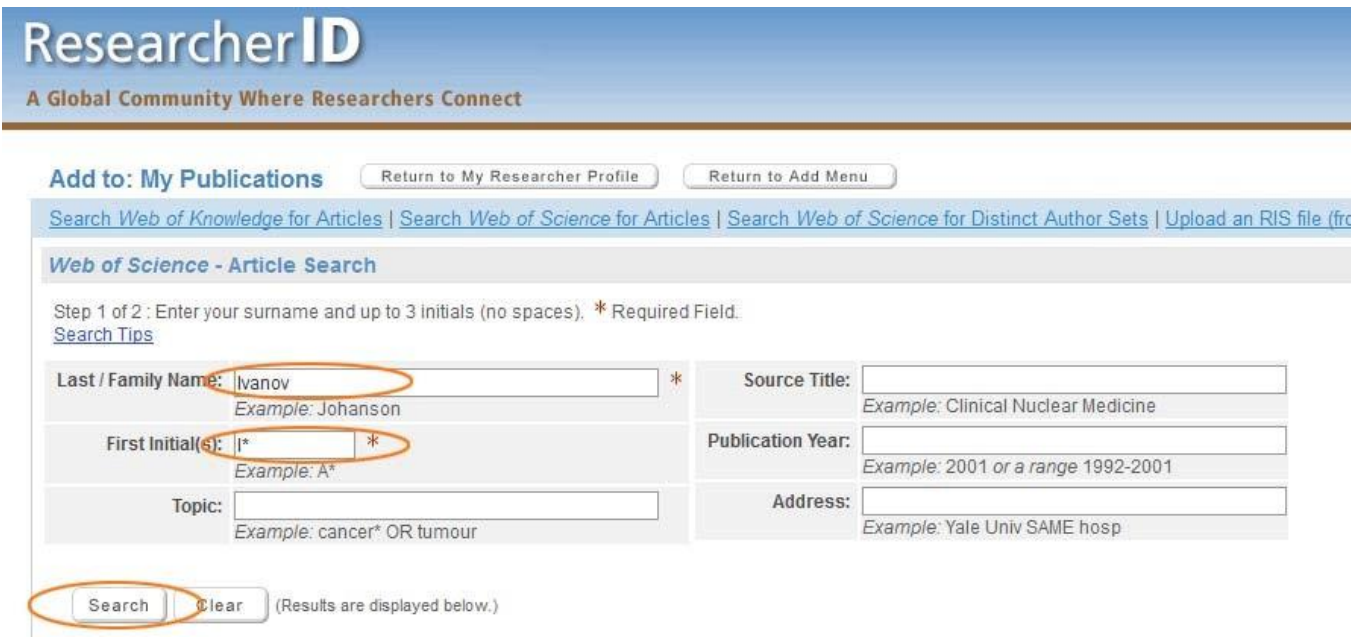 ResearcherID
A Global Community Where Researchers Connect
Add to: My Publications Return to My Researcher Profile Return to Add Menu
Search Web of Knowledge for Articles | Search Web of Science for Articles | Search Web of Science for Distinct Author Sets | Upload an RIS file (fro
Web of Science - Article Search
Step 1 of 2 : Enter your surname and up to 3 initials (no spaces). * Required Field.
Search Tips
Last / Family Name: Ivanov *
Example: Johanson
First Initial(s): I* *
Example: A*
Topic:
Example: cancer* OR tumour
Source Title:
Example: Clinical Nuclear Medicine
Publication Year:
Example: 2001 or a range 1992-2001
Address:
Example: Yale Univ SAME hosp
Search Clear (Results are displayed below.)